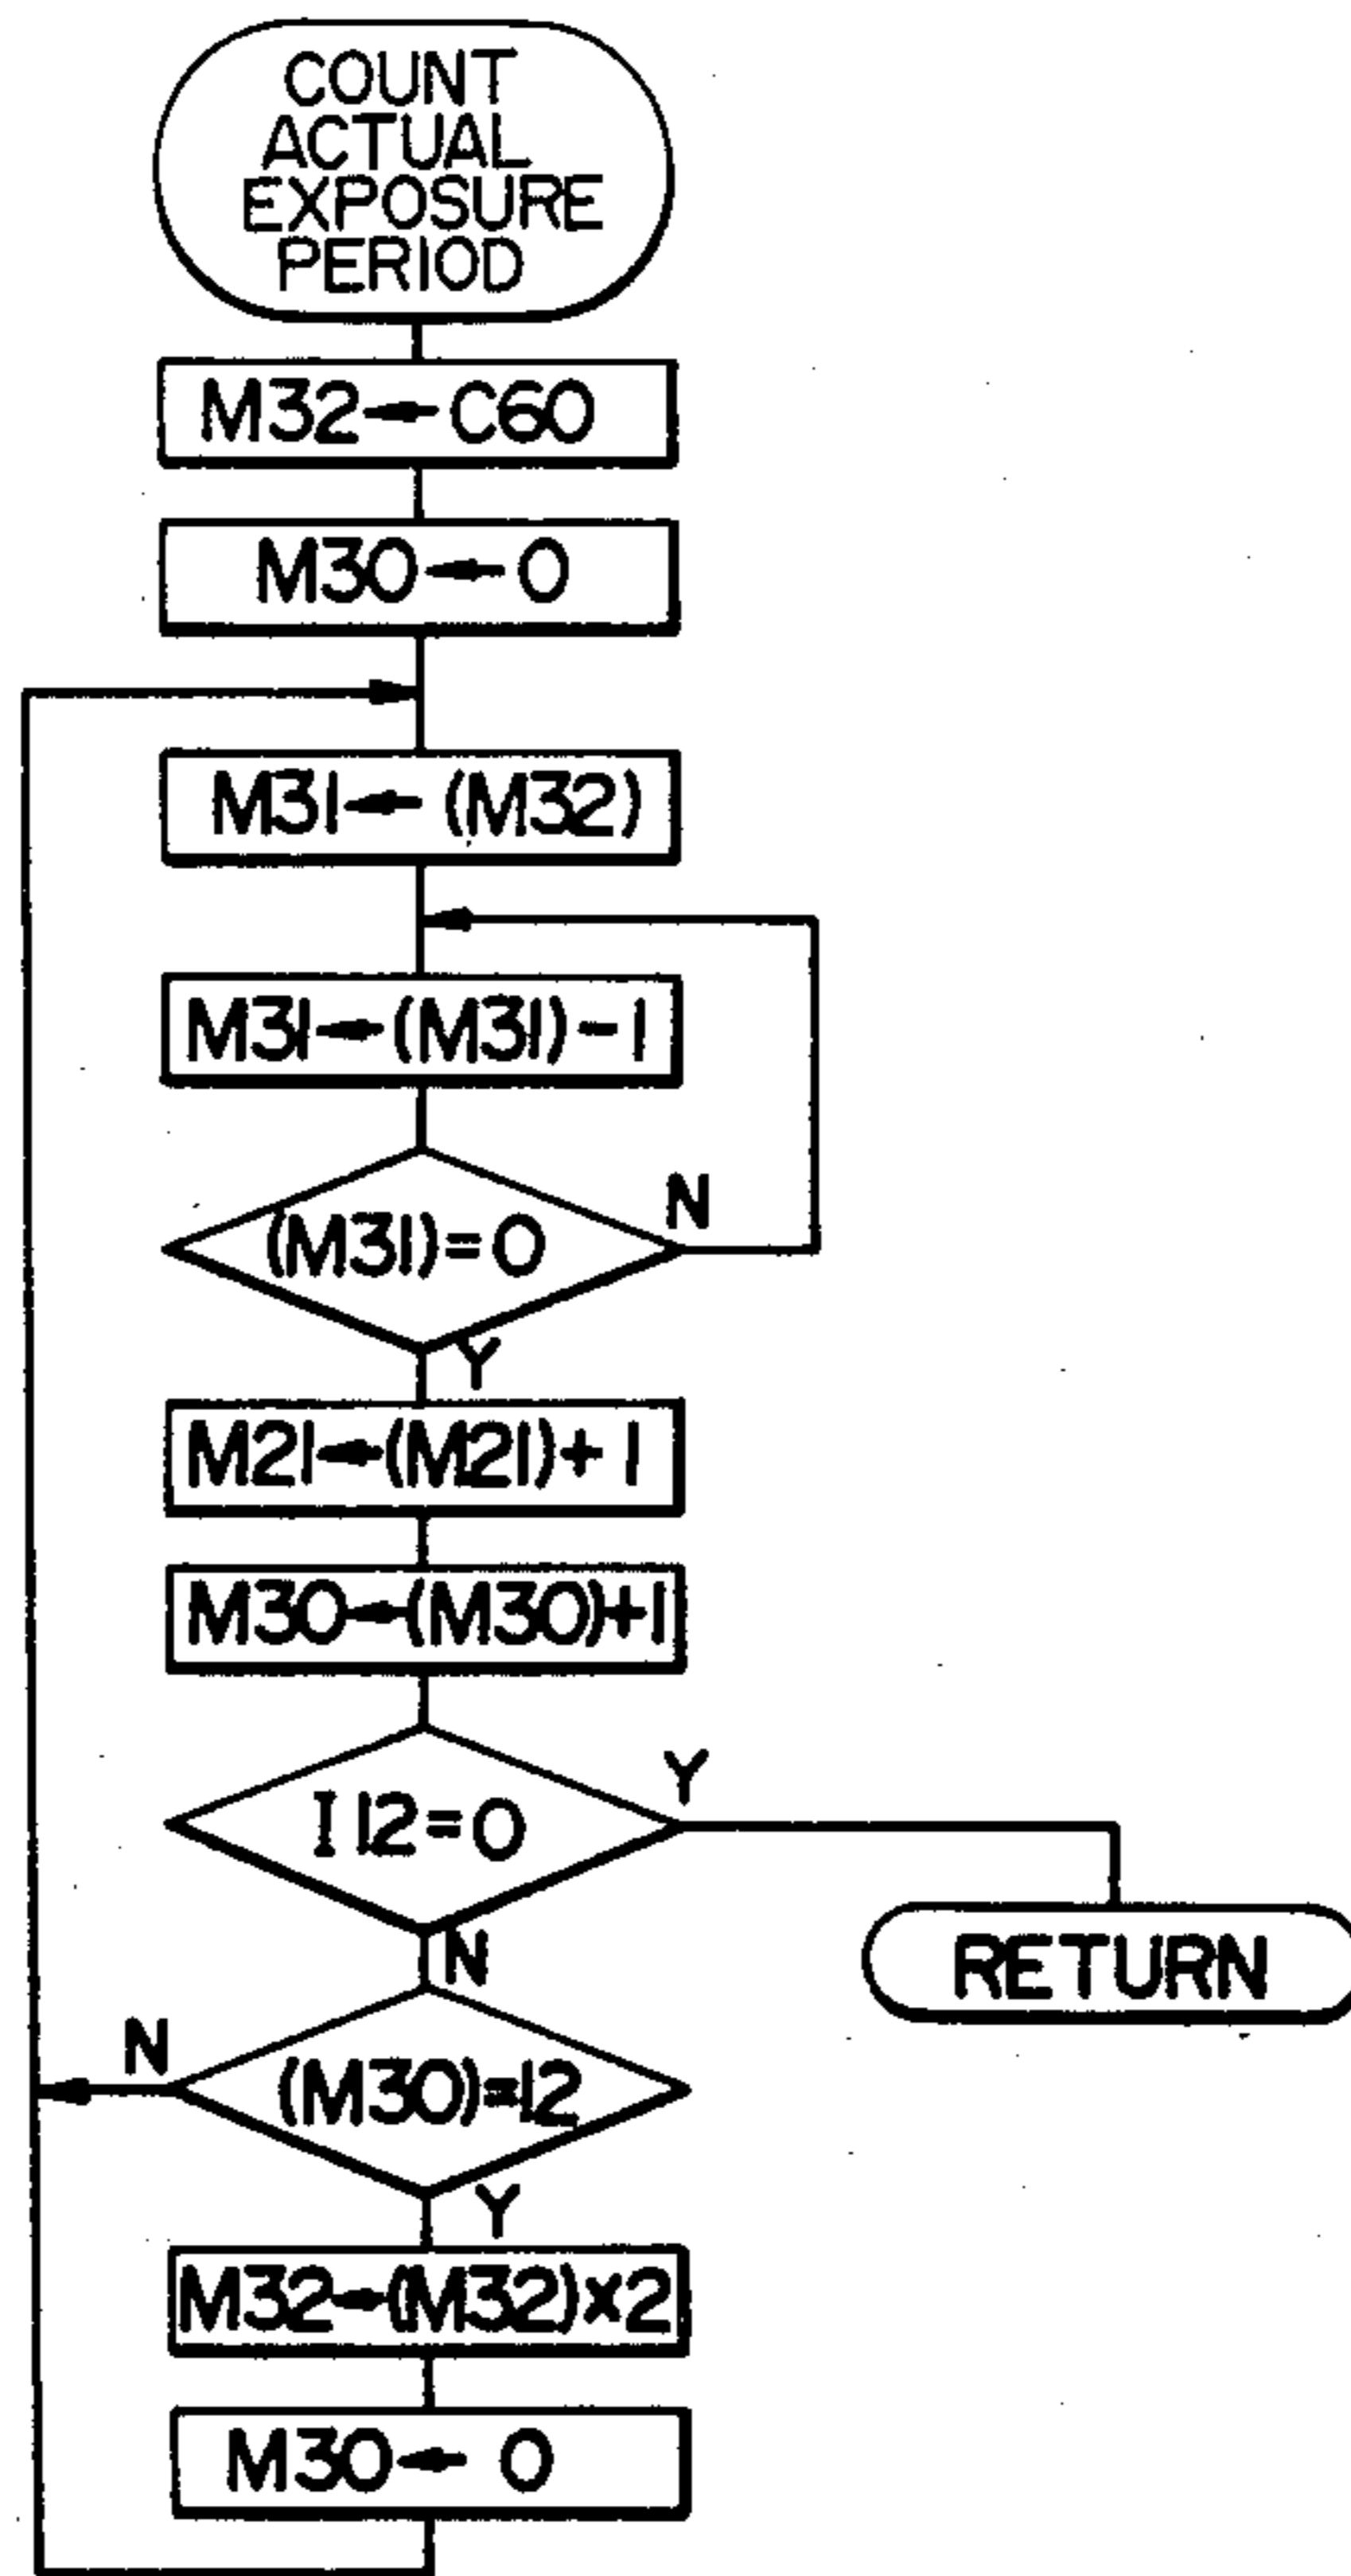 COUNT
ACTUAL
EXPOSURE
PERIOD
M32←C60
M30←0
M31←(M32)
M31←(M31)-1
(M31)=0
N
Y
M21←(M21)+1
M30←(M30)+1
I12=0
Y
N
RETURN
N
(M30)=12
Y
M32←(M32)×2
M30←0